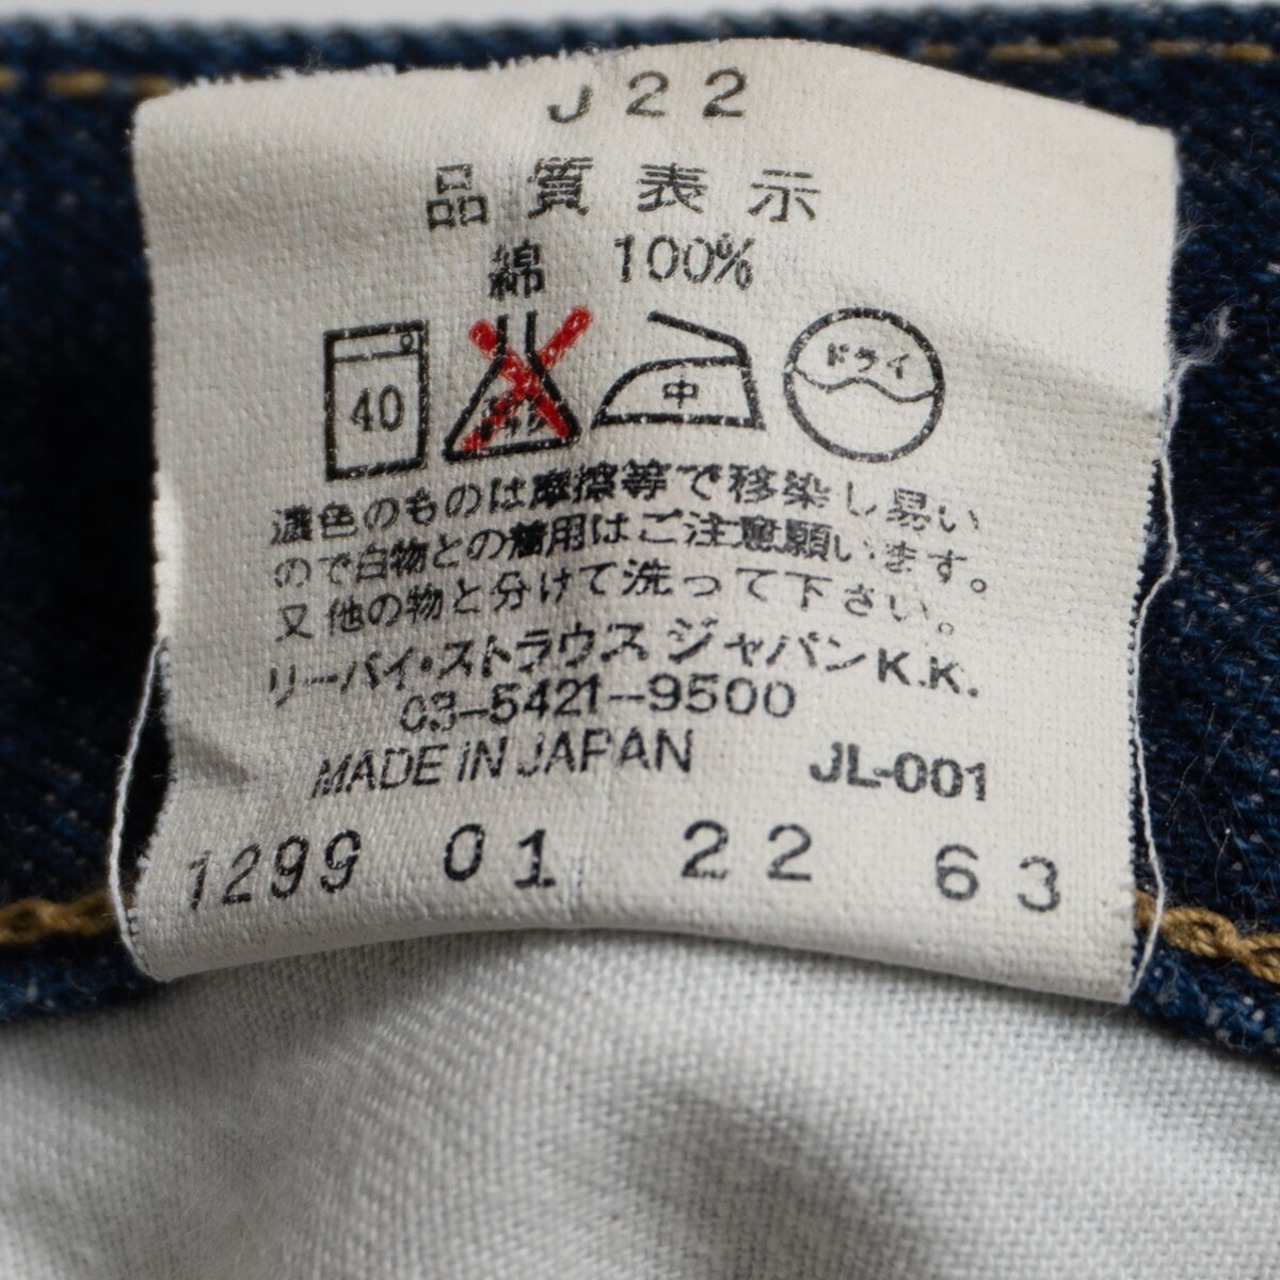 J22
品質表示
綿 100%
40 中 ドライ
濃色のものは摩擦等で移染し易い
ので白物との着用はご注意願います。
又他の物と分けて洗って下さい。
リーバイ・ストラウス ジャパンK.K.
03-5421-9500
MADE IN JAPAN JL-001
1299 01 22 63